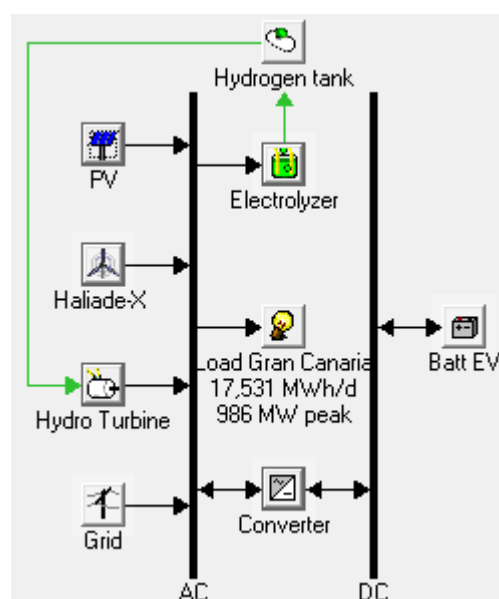 Hydrogen tank
PV
Electrolyzer
Haliade-X
Load Gran Canaria
17,531 MWh/d
986 MW peak
Batt EV
Hydro Turbine
Converter
Grid
AC
DC